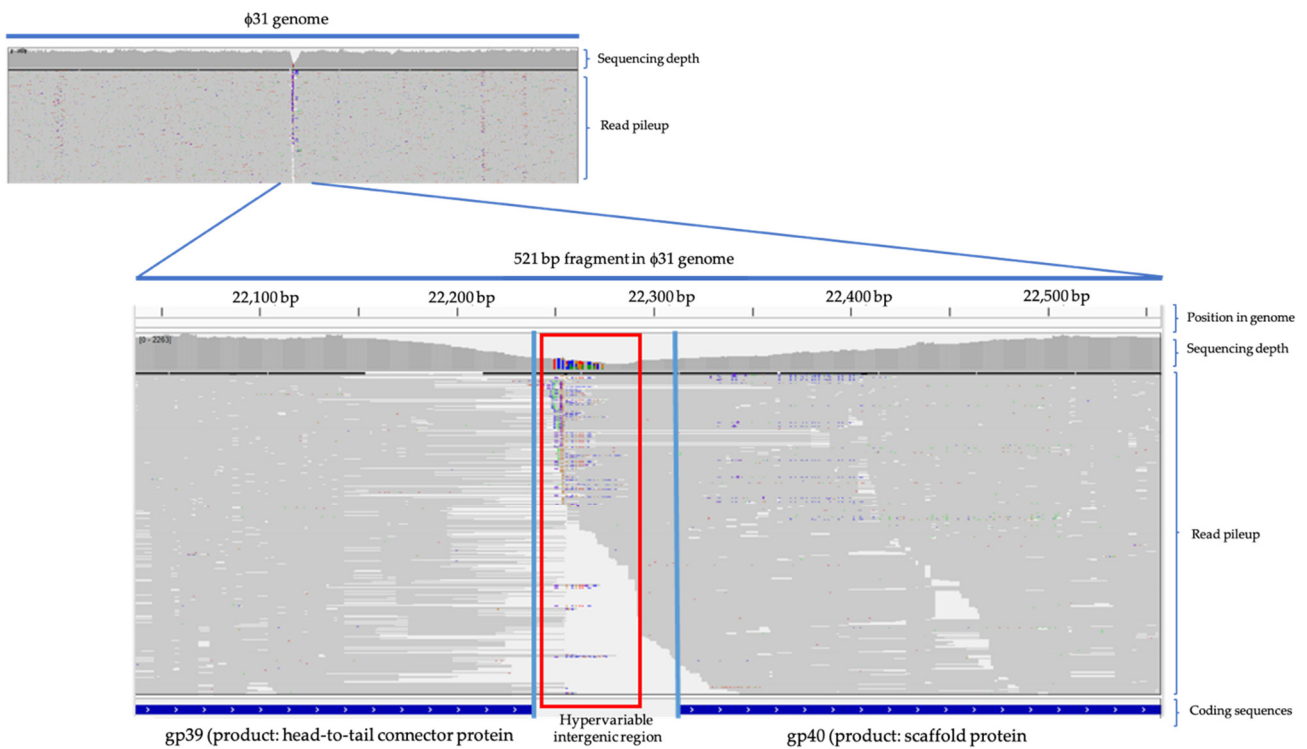 ϕ31 genome
Sequencing depth
Read pileup
521 bp fragment in ϕ31 genome
22,100 bp
22,200 bp
22,300 bp
22,400 bp
22,500 bp
Position in genome
[0 - 2263]
Sequencing depth
Read pileup
Coding sequences
gp39 (product: head-to-tail connector protein
Hypervariable
intergenic region
gp40 (product: scaffold protein